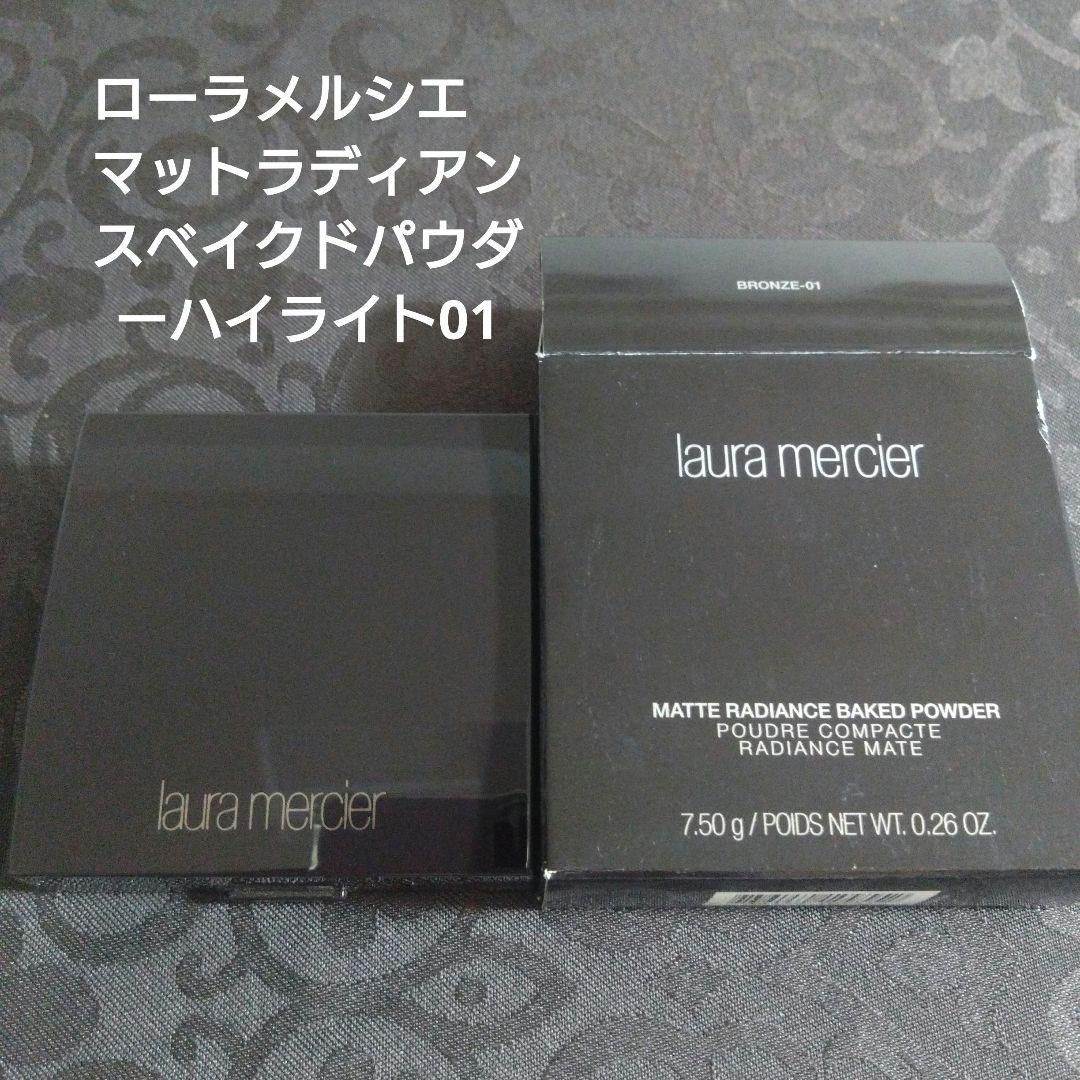 ローラメルシエ
マットラディアン
スベイクドパウダ
ーハイライト01
BRONZE-01
laura mercier
MATTE RADIANCE BAKED POWDER
POUDRE COMPACTE
RADIANCE MATE
7.50 g / POIDS NET WT. 0.26 OZ.
laura mercier